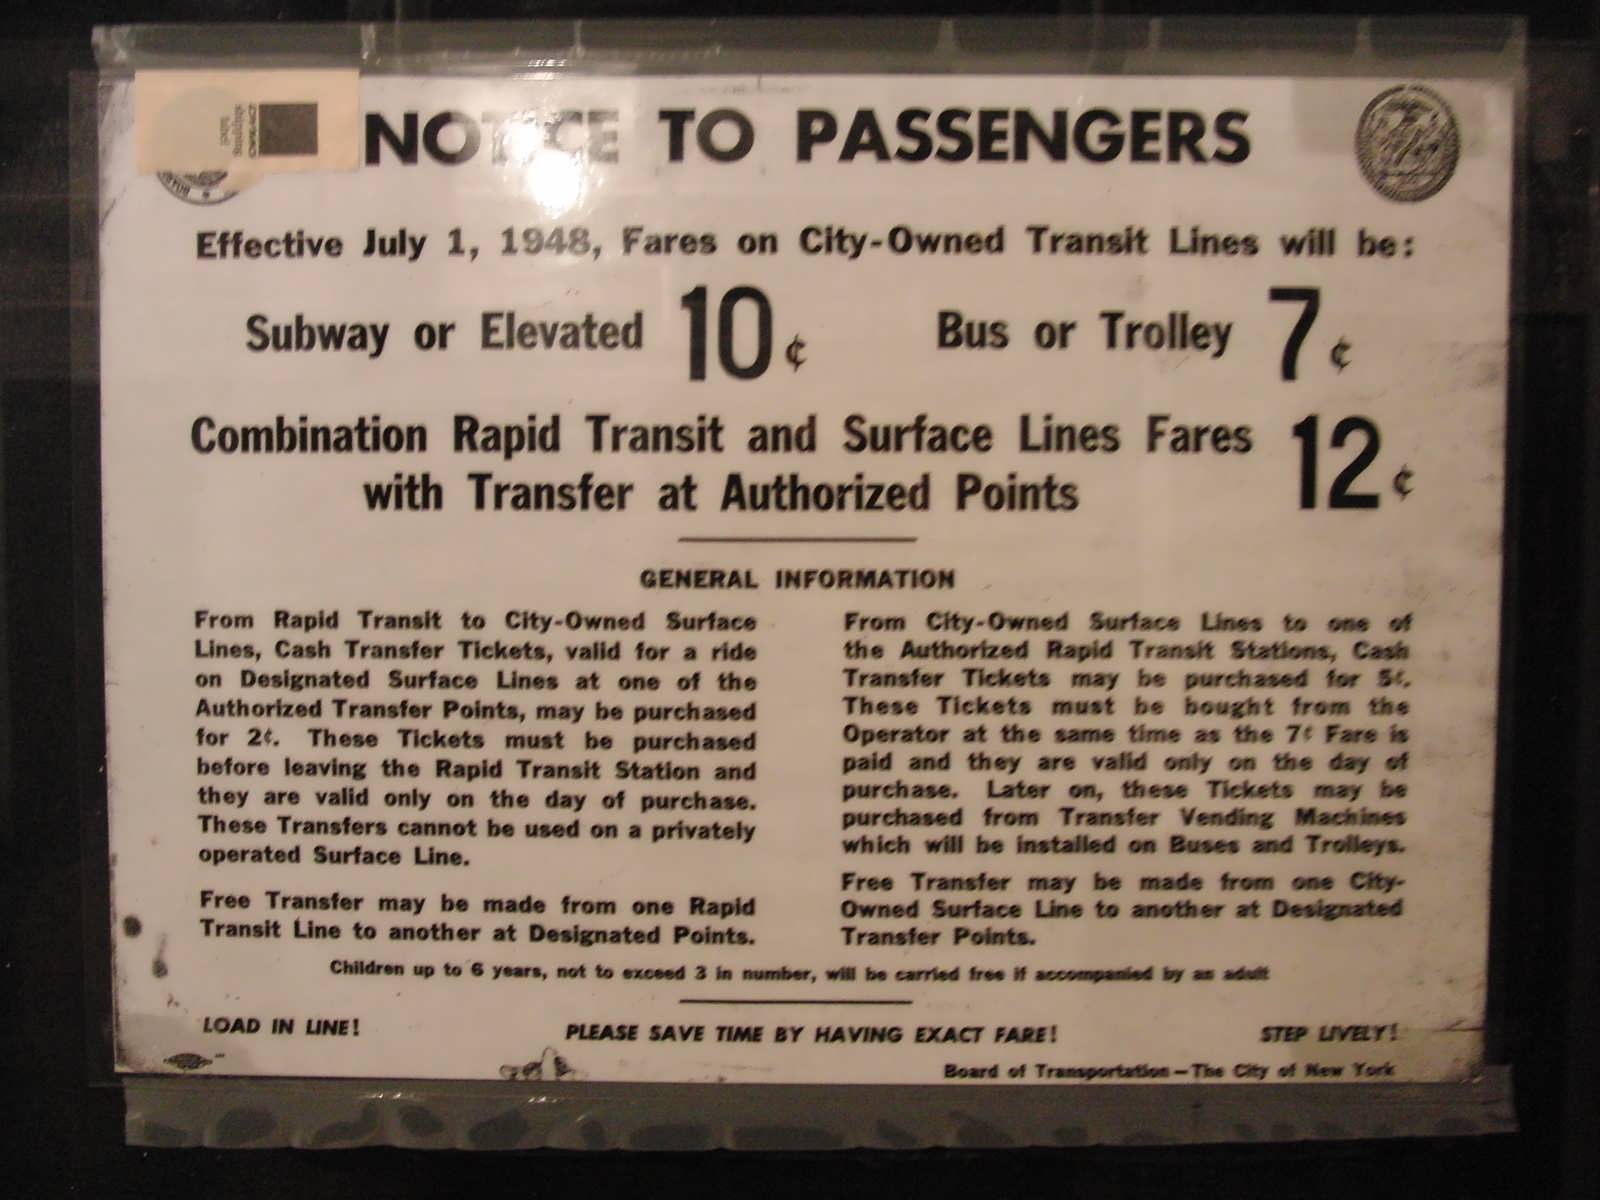 NOTICE TO PASSENGERS
Effective July 1, 1948, Fares on City-Owned Transit Lines will be:
Subway or Elevated 10¢ Bus or Trolley 7¢
Combination Rapid Transit and Surface Lines Fares
with Transfer at Authorized Points 12¢
GENERAL INFORMATION
From Rapid Transit to City-Owned Surface
Lines, Cash Transfer Tickets, valid for a ride
on Designated Surface Lines at one of the
Authorized Transfer Points, may be purchased
for 2¢. These Tickets must be purchased
before leaving the Rapid Transit Station and
they are valid only on the day of purchase.
These Transfers cannot be used on a privately
operated Surface Line.
Free Transfer may be made from one Rapid
Transit Line to another at Designated Points.
From City-Owned Surface Lines to one of
the Authorized Rapid Transit Stations, Cash
Transfer Tickets may be purchased for 5¢.
These Tickets must be bought from the
Operator at the same time as the 7¢ Fare is
paid and they are valid only on the day of
purchase. Later on, these Tickets may be
purchased from Transfer Vending Machines
which will be installed on Buses and Trolleys.
Free Transfer may be made from one City-
Owned Surface Line to another at Designated
Transfer Points.
Children up to 6 years, not to exceed 3 in number, will be carried free if accompanied by an adult
LOAD IN LINE! PLEASE SAVE TIME BY HAVING EXACT FARE! STEP LIVELY!
Board of Transportation—The City of New York
shipping
label